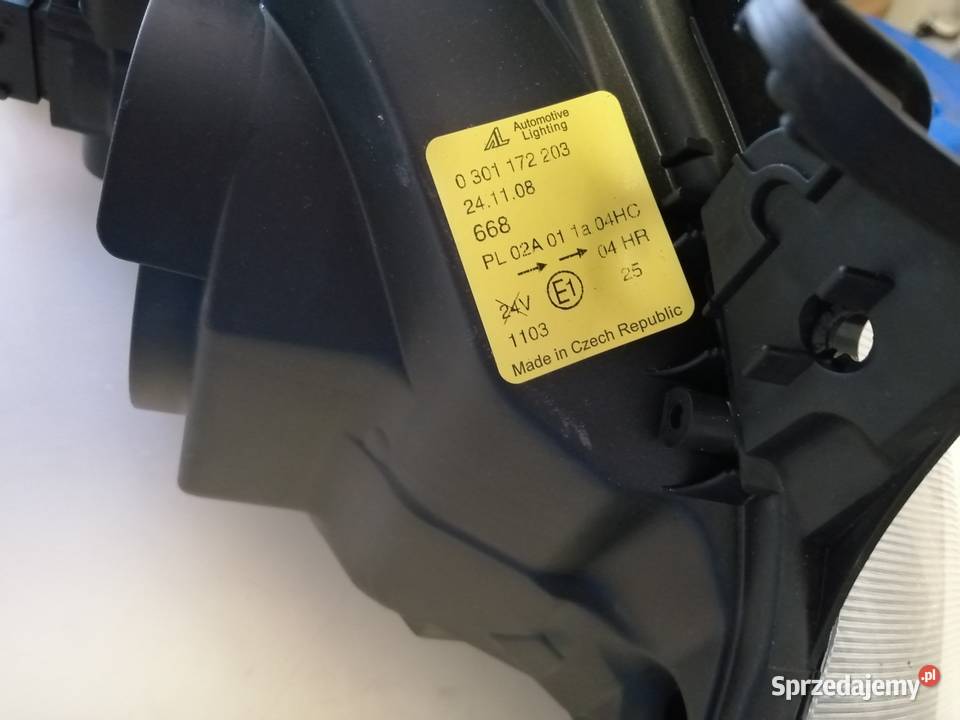 Automotive
Lighting
0 301 172 203
24.11.08
668
PL 02A 01 1a 04HC
→ → 04 HR
24V E1 25
1103
Made in Czech Republic
Sprzedajemy.pl